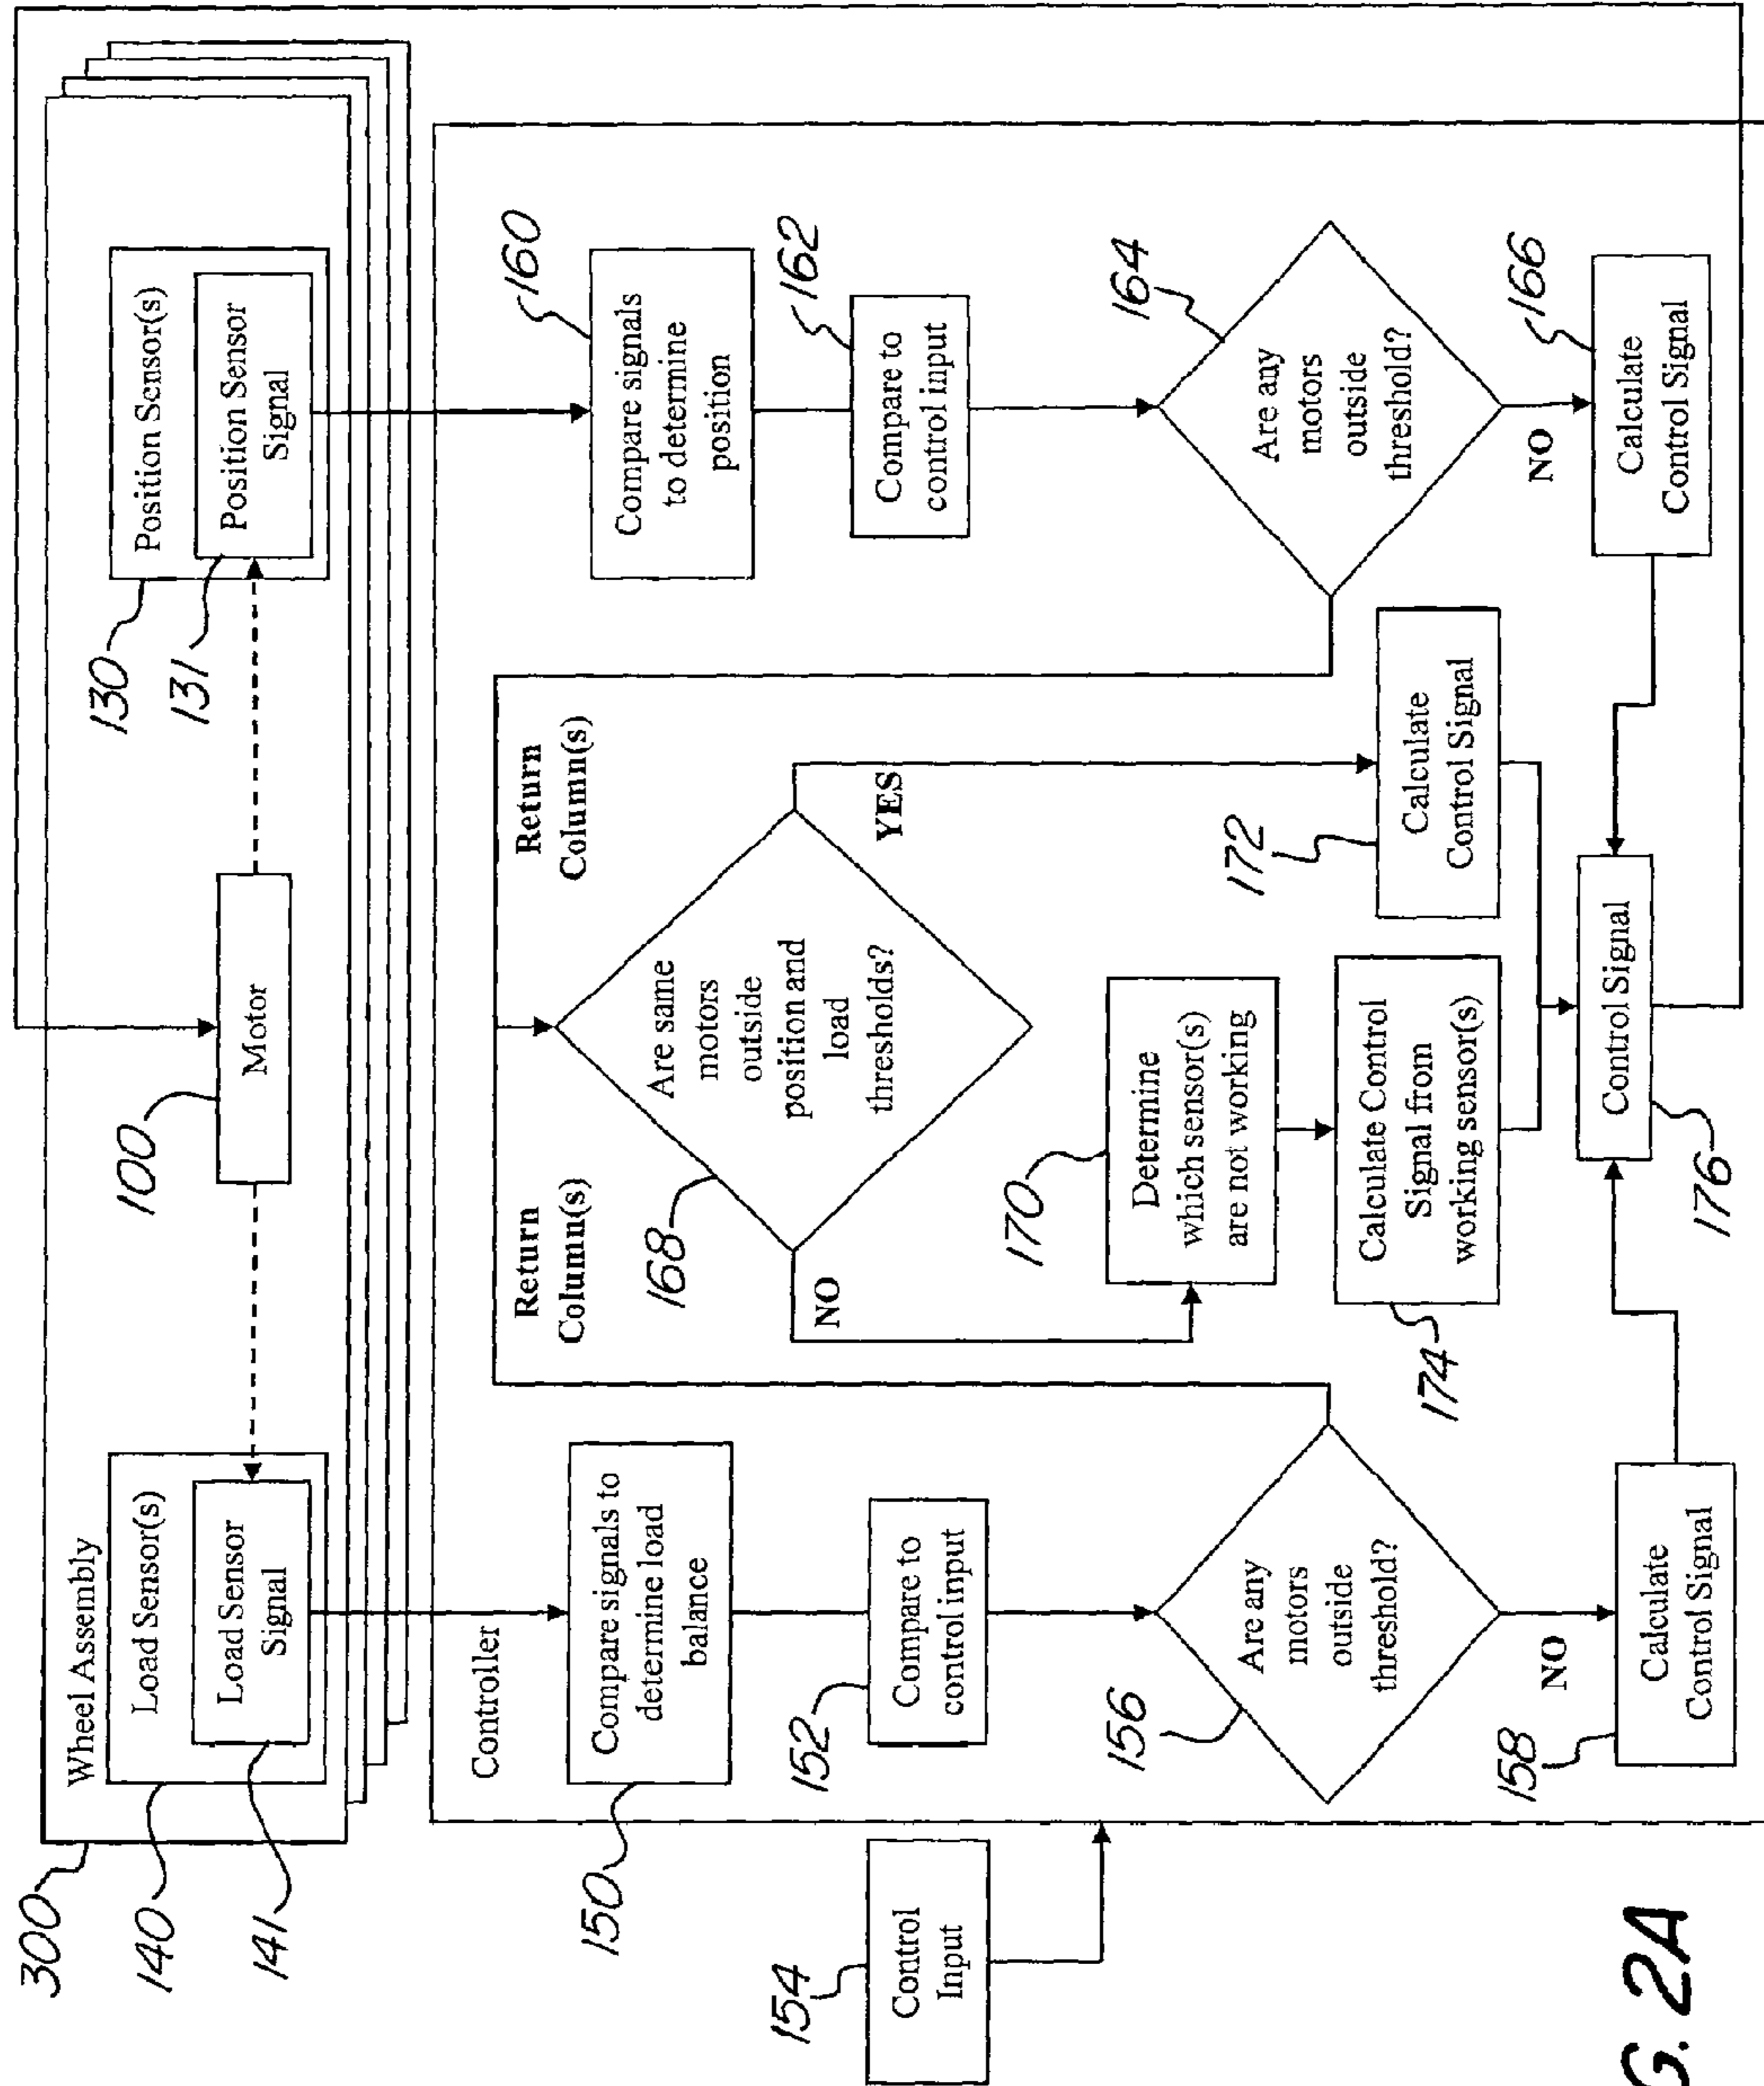 Wheel Assembly
Load Sensor(s)
Load Sensor
Signal
Motor
Position Sensor(s)
Position Sensor
Signal
300
140
141
100
130
131
Controller
Compare signals to
determine load
balance
150
Compare to
control input
152
Control
Input
154
Are any
motors
outside
threshold?
156
NO
Calculate
Control Signal
158
Return
Column(s)
Return
Column(s)
Are same
motors
outside
position and
load
thresholds?
168
NO
YES
Determine
which sensor(s)
are not working
170
Calculate Control
Signal from
working sensor(s)
174
Calculate
Control Signal
172
Control Signal
176
Compare signals
to determine
position
160
Compare to
control input
162
Are any
motors
outside
threshold?
164
NO
Calculate
Control Signal
166
G. 2A